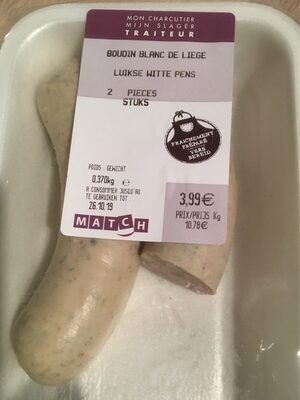 MON CHARCUTIER
MIJN SLAGER
TRAITEUR
BOUDIN BLANC DE LIEGE
LUIKSE WITTE PENS
2 PIECES
STUKS
FRAICHEMENT
PRÉPARÉ
VERS
BEREID
POIDS GEWICHT
0.370kg e
A CONSOMMER JUSQU'AU
TE GEBRUIKEN TOT :
26.10.19
3,99€
PRIX/PRIJS Kg
10.78€
MATCH